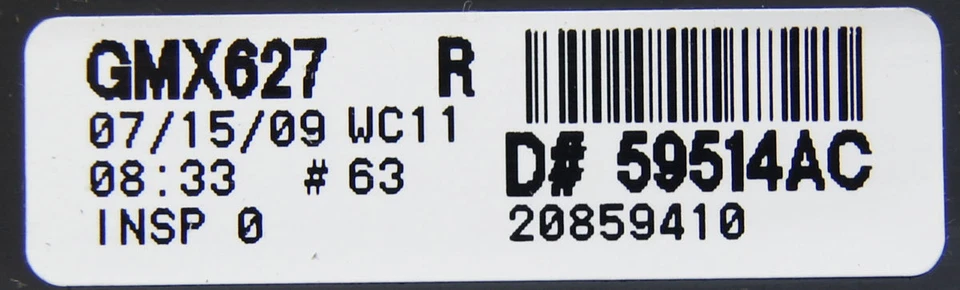 GMX627 R
07/15/09 WC11
08:33 # 63
INSP 0
D# 59514AC
20859410